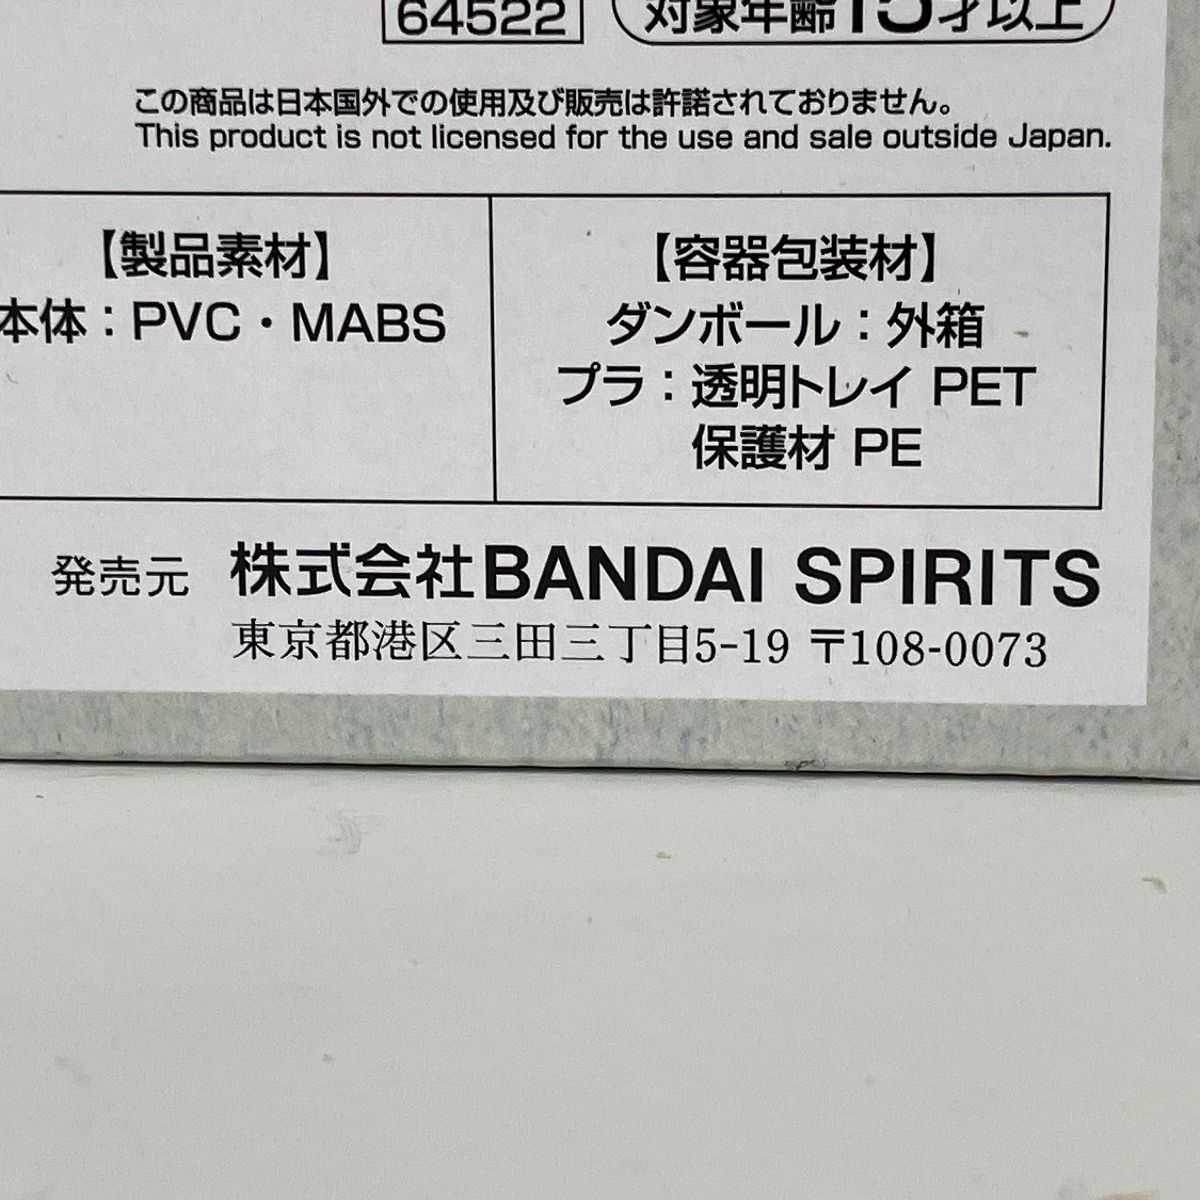 64522
対象年齢15才以上
この商品は日本国外での使用及び販売は許諾されておりません。
This product is not licensed for the use and sale outside Japan.
【製品素材】
本体：PVC・MABS
【容器包装材】
ダンボール：外箱
プラ：透明トレイ PET
保護材 PE
発売元 株式会社BANDAI SPIRITS
東京都港区三田三丁目5-19 〒108-0073